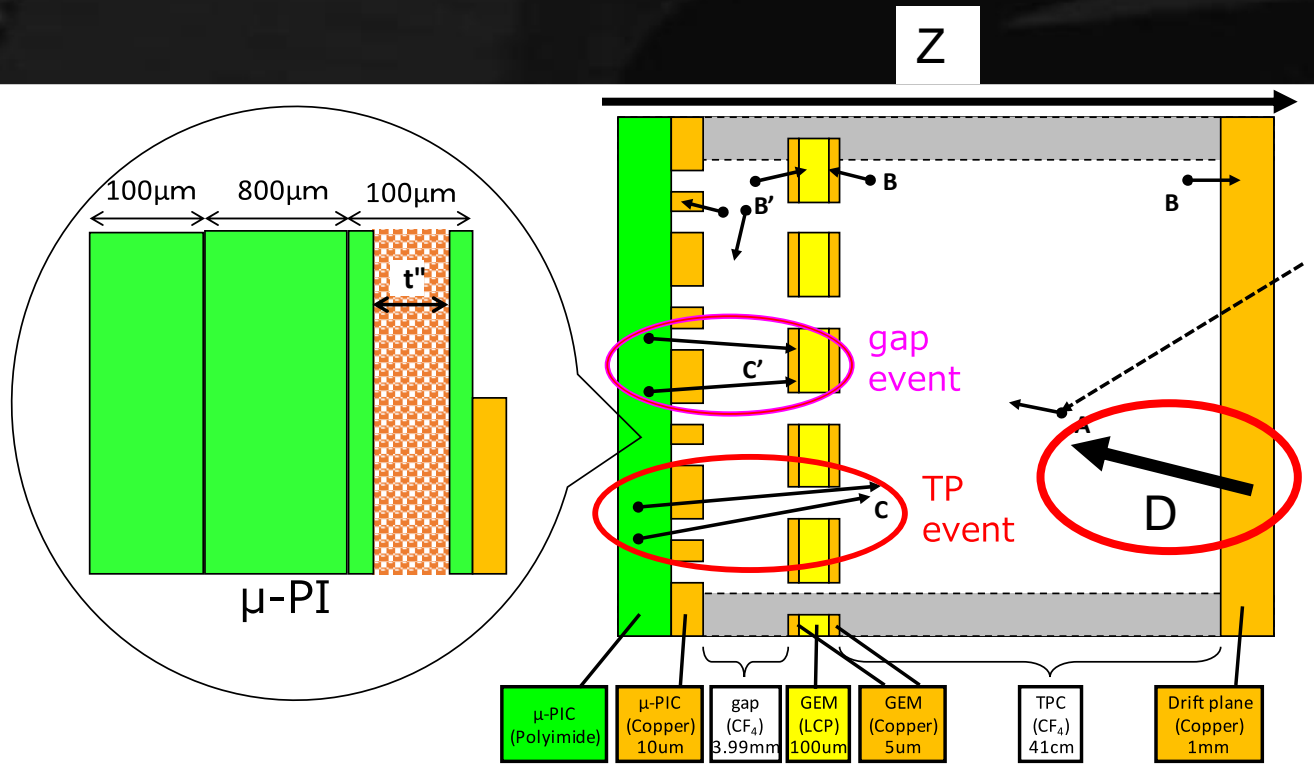 Z
100μm
800μm
100μm
t"
μ-PI
B
B'
B
C'
gap
event
A
D
C
TP
event
μ-PIC
(Polyimide)
μ-PIC
(Copper)
10um
gap
(CF₄)
3.99mm
GEM
(LCP)
100um
GEM
(Copper)
5um
TPC
(CF₄)
41cm
Drift plane
(Copper)
1mm